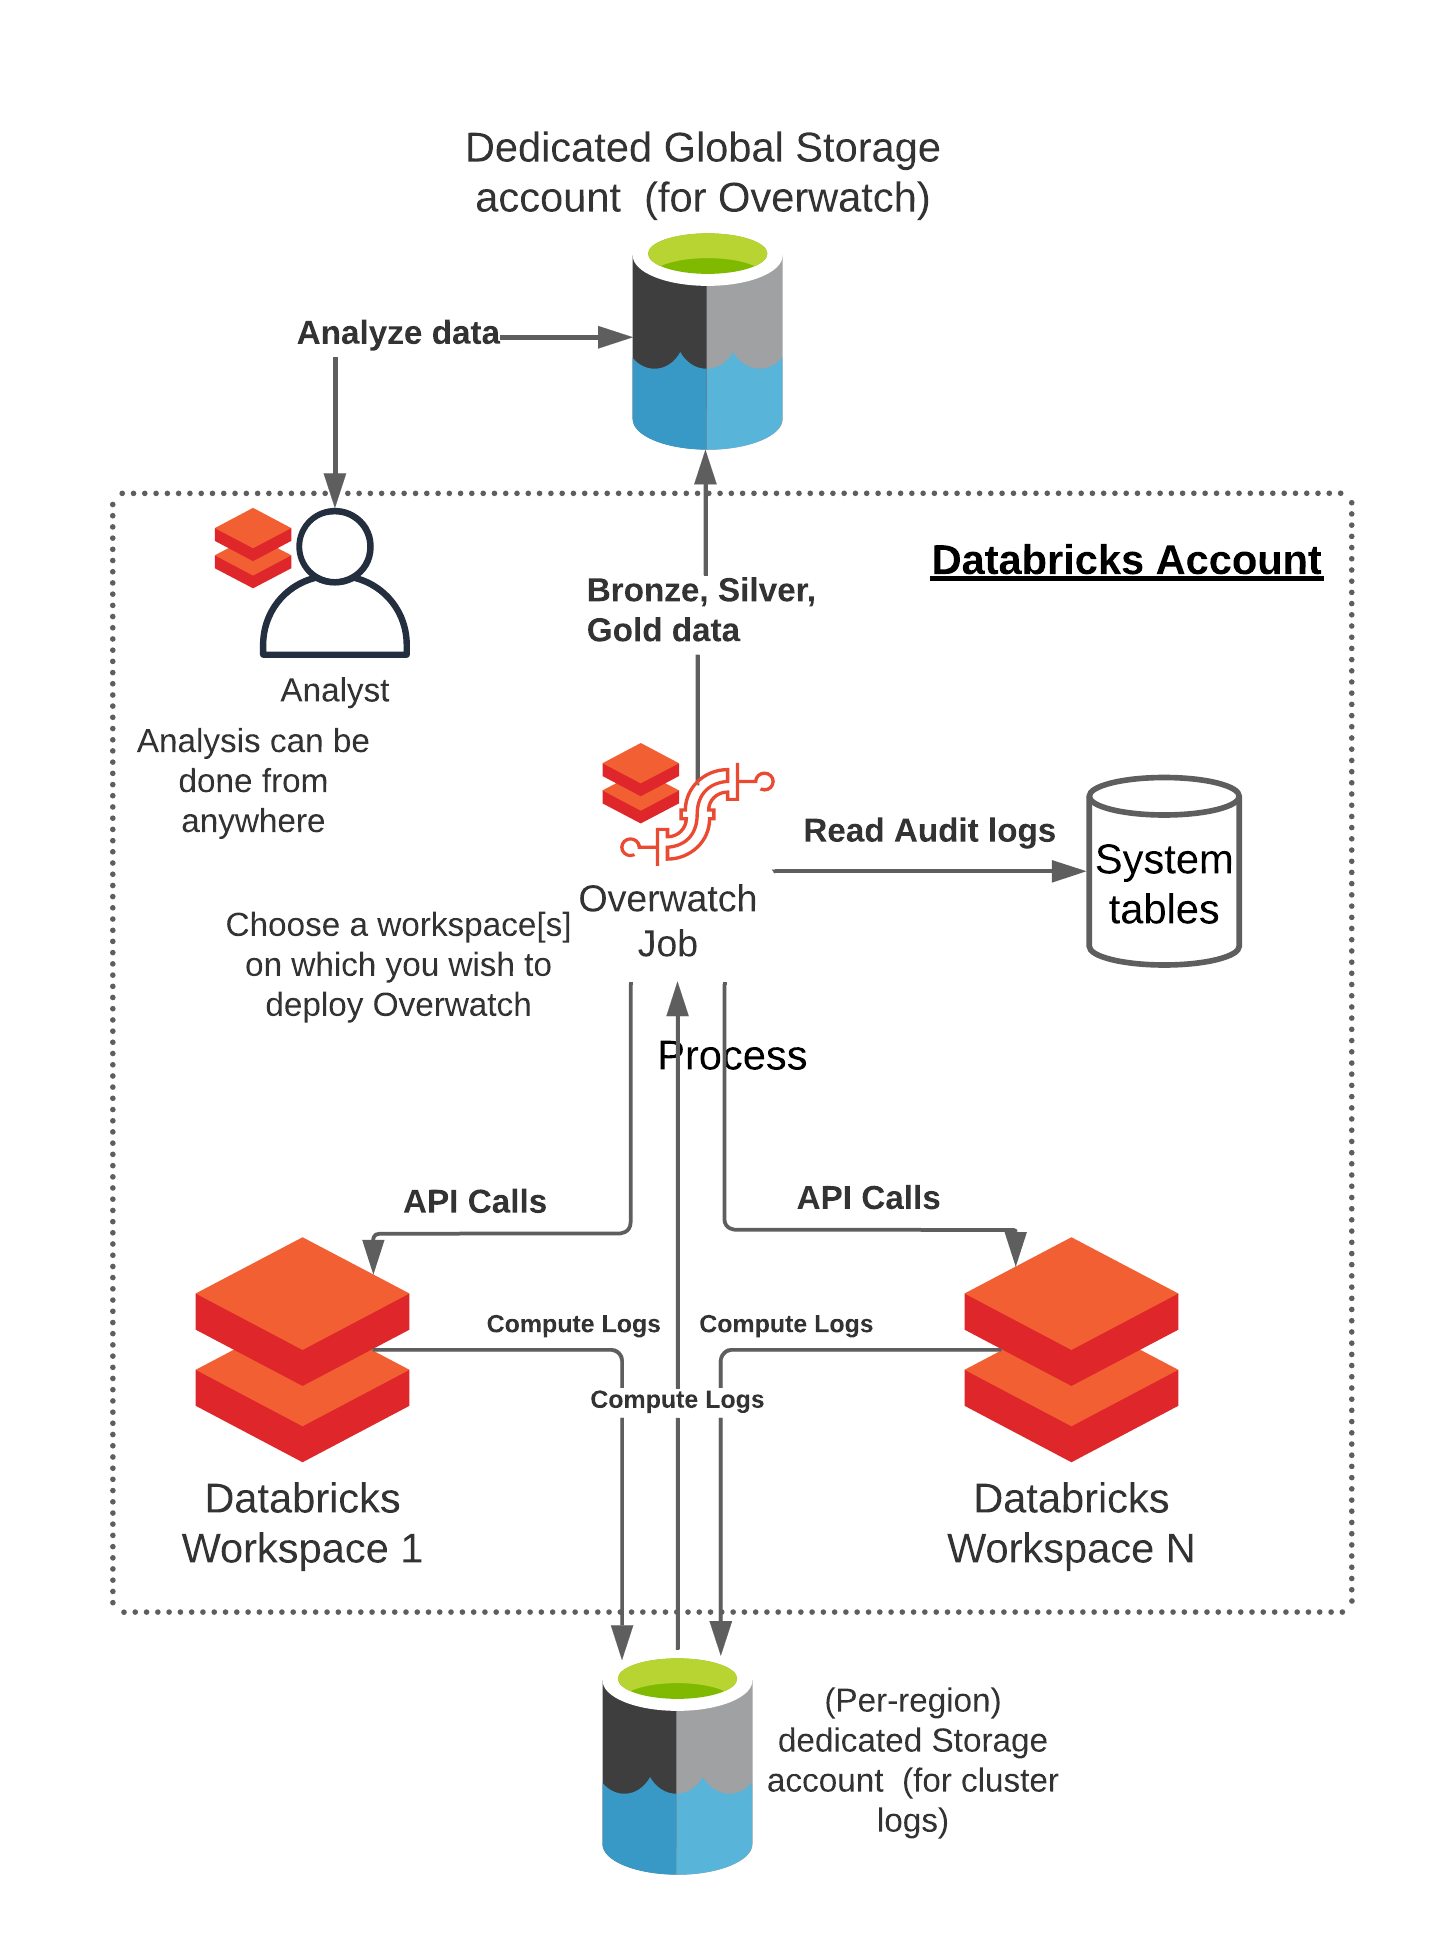 Dedicated Global Storage
account  (for Overwatch)
Analyze data
Databricks Account
Bronze, Silver,
Gold data
Analyst
Analysis can be
done from
anywhere
Read Audit logs
System
tables
Overwatch
Job
Choose a workspace[s]
on which you wish to
deploy Overwatch
Process
API Calls
API Calls
Compute Logs
Compute Logs
Compute Logs
Databricks
Workspace 1
Databricks
Workspace N
(Per-region)
dedicated Storage
account  (for cluster
logs)